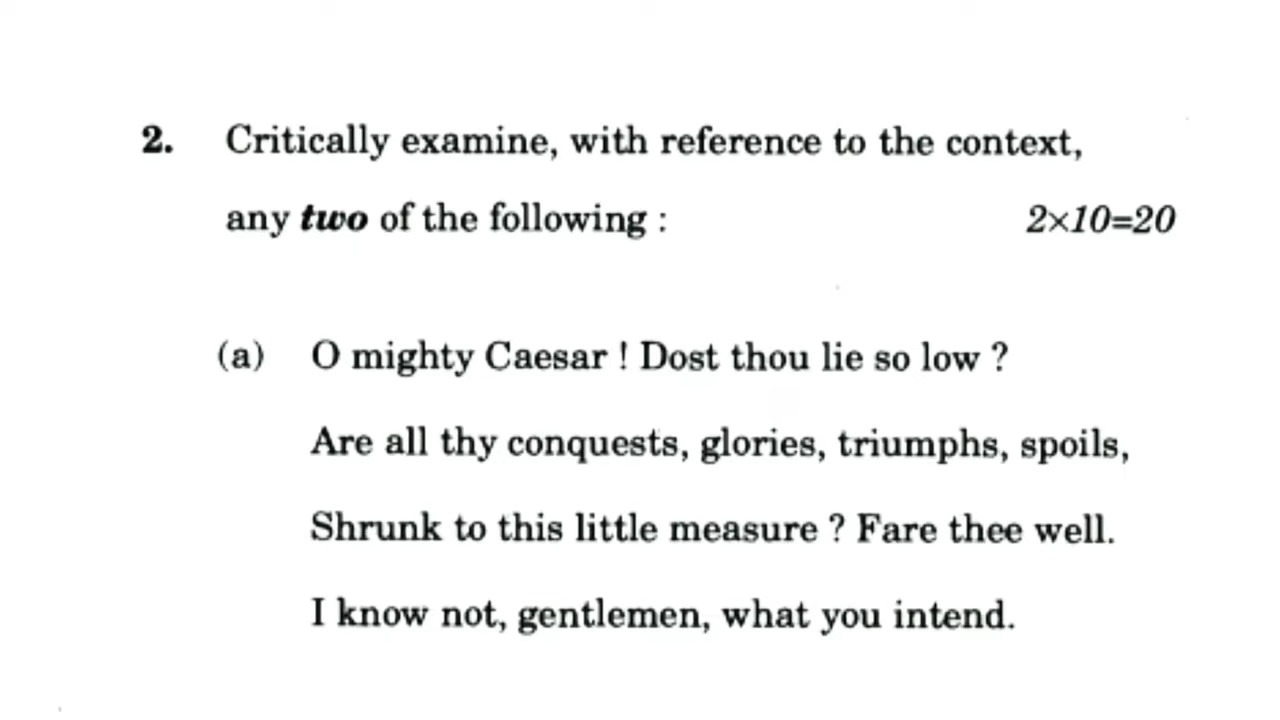 2. Critically examine, with reference to the context,
any two of the following : 2×10=20
(a) O mighty Caesar ! Dost thou lie so low ?
Are all thy conquests, glories, triumphs, spoils,
Shrunk to this little measure ? Fare thee well.
I know not, gentlemen, what you intend.